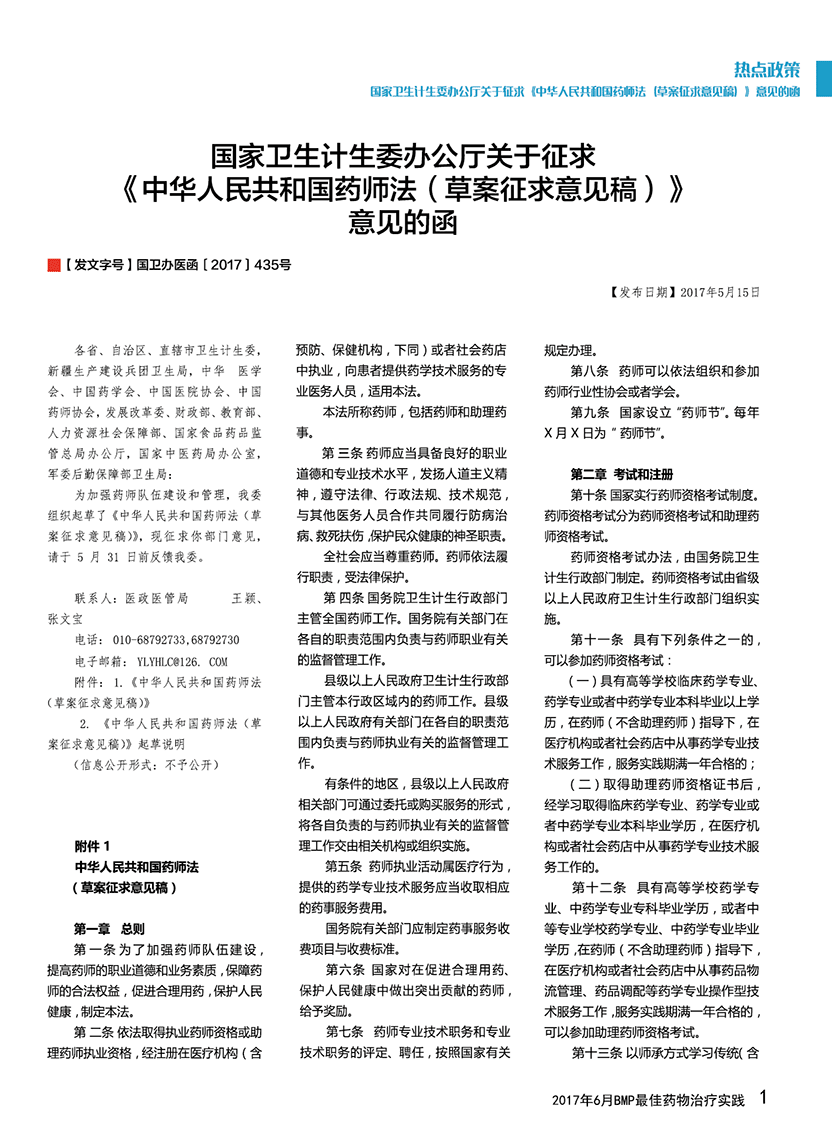 热点政策
国家卫生计生委办公厅关于征求《中华人民共和国药师法（草案征求意见稿）》意见的函
国家卫生计生委办公厅关于征求
《中华人民共和国药师法（草案征求意见稿）》
意见的函
【发文字号】国卫办医函〔2017〕435号
【发布日期】2017年5月15日
各省、自治区、直辖市卫生计生委，
新疆生产建设兵团卫生局，中华 医学
会、中国药学会、中国医院协会、中国
药师协会，发展改革委、财政部、教育部、
人力资源社会保障部、国家食品药品监
管总局办公厅，国家中医药局办公室，
军委后勤保障部卫生局：
为加强药师队伍建设和管理，我委
组织起草了《中华人民共和国药师法（草
案征求意见稿）》，现征求你部门意见，
请于 5 月 31 日前反馈我委。
联系人：医政医管局 王颖、
张文宝
电话： 010-68792733,68792730
电子邮箱： YLYHLC@126. COM
附件： 1.《中华人民共和国药师法
（草案征求意见稿）》
2. 《中华人民共和国药师法（草
案征求意见稿）》起草说明
（信息公开形式：不予公开）
附件 1
中华人民共和国药师法
（草案征求意见稿）
第一章 总则
第 一条 为了加强药师队伍建设，
提高药师的职业道德和业务素质，保障药
师的合法权益，促进合理用药，保护人民
健康，制定本法。
第 二条 依法取得执业药师资格或助
理药师执业资格，经注册在医疗机构（含
预防、保健机构，下同）或者社会药店
中执业，向患者提供药学技术服务的专
业医务人员，适用本法。
本法所称药师，包括药师和助理药
事。
第 三条 药师应当具备良好的职业
道德和专业技术水平，发扬人道主义精
神，遵守法律、行政法规、技术规范，
与其他医务人员合作共同履行防病治
病、救死扶伤，保护民众健康的神圣职责。
全社会应当尊重药师。药师依法履
行职责，受法律保护。
第 四条 国务院卫生计生行政部门
主管全国药师工作。国务院有关部门在
各自的职责范围内负责与药师职业有关
的监督管理工作。
县级以上人民政府卫生计生行政部
门主管本行政区域内的药师工作。县级
以上人民政府有关部门在各自的职责范
围内负责与药师执业有关的监督管理工
作。
有条件的地区，县级以上人民政府
相关部门可通过委托或购买服务的形式，
将各自负责的与药师执业有关的监督管
理工作交由相关机构或组织实施。
第五条 药师执业活动属医疗行为，
提供的药学专业技术服务应当收取相应
的药事服务费用。
国务院有关部门应制定药事服务收
费项目与收费标准。
第六条 国家对在促进合理用药、
保护人民健康中做出突出贡献的药师，
给予奖励。
第七条 药师专业技术职务和专业
技术职务的评定、聘任，按照国家有关
规定办理。
第八条 药师可以依法组织和参加
药师行业性协会或者学会。
第九条 国家设立“药师节”。每年
X 月 X 日为“ 药师节”。
第二章 考试和注册
第十条 国家实行药师资格考试制度。
药师资格考试分为药师资格考试和助理药
师资格考试。
药师资格考试办法，由国务院卫生
计生行政部门制定。药师资格考试由省级
以上人民政府卫生计生行政部门组织实
施。
第十一条 具有下列条件之一的，
可以参加药师资格考试：
（一）具有高等学校临床药学专业、
药学专业或者中药学专业本科毕业以上学
历，在药师（不含助理药师）指导下，在
医疗机构或者社会药店中从事药学专业技
术服务工作，服务实践期满一年合格的；
（二）取得助理药师资格证书后，
经学习取得临床药学专业、药学专业或
者中药学专业本科毕业学历，在医疗机
构或者社会药店中从事药学专业技术服
务工作的。
第十二条 具有高等学校药学专
业、中药学专业专科毕业学历，或者中
等专业学校药学专业、中药学专业毕业
学历，在药师（不含助理药师）指导下，
在医疗机构或者社会药店中从事药品物
流管理、药品调配等药学专业操作型技
术服务工作，服务实践期满一年合格的，
可以参加助理药师资格考试。
第十三条 以师承方式学习传统（含
2017年6月BMP最佳药物治疗实践 1